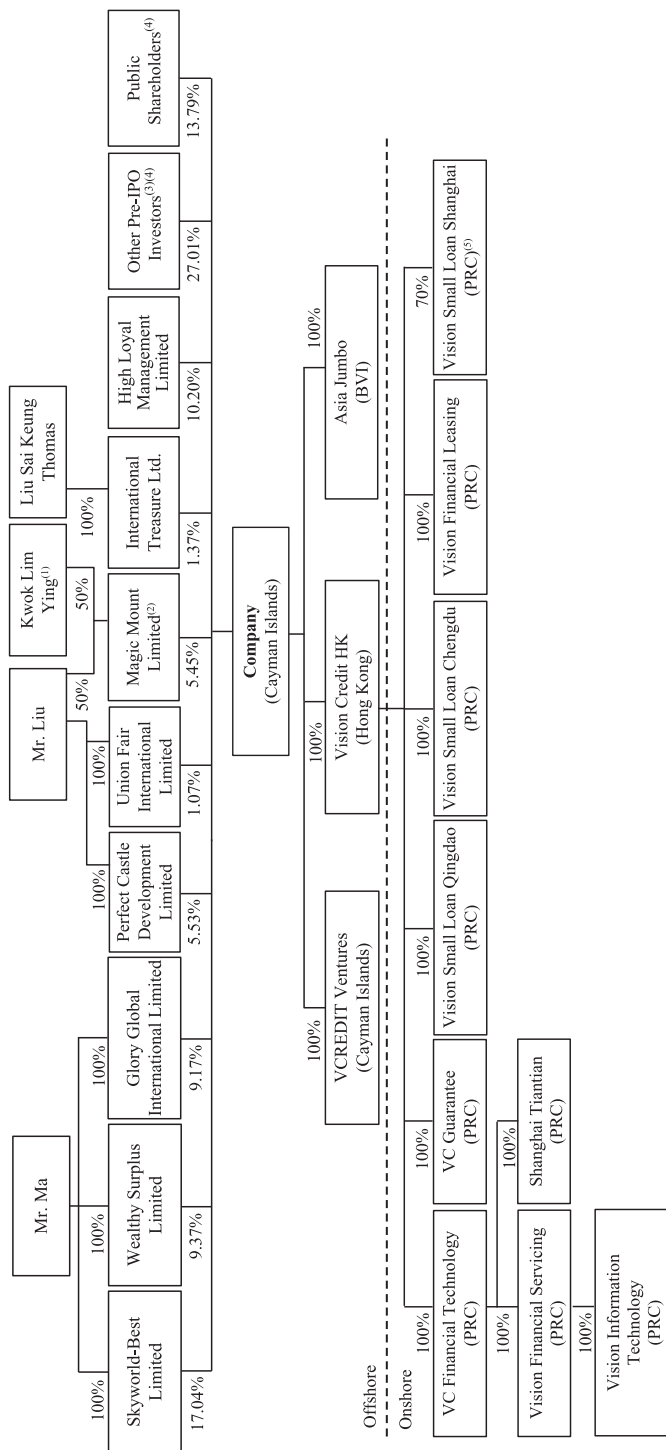 Mr. Ma
Mr. Liu
Kwok Lim
Ying(1)
Liu Sai Keung
Thomas
100%
100%
100%
100%
100%
50%
50%
100%
Skyworld-Best
Limited
Wealthy Surplus
Limited
Glory Global
International Limited
Perfect Castle
Development
Limited
Union Fair
International
Limited
Magic Mount
Limited(2)
International
Treasure Ltd.
High Loyal
Management
Limited
Other Pre-IPO
Investors(3)(4)
Public
Shareholders(4)
17.04%
9.37%
9.17%
5.53%
1.07%
5.45%
1.37%
10.20%
27.01%
13.79%
Company
(Cayman Islands)
100%
100%
100%
VCREDIT Ventures
(Cayman Islands)
Vision Credit HK
(Hong Kong)
Asia Jumbo
(BVI)
Offshore
Onshore
100%
100%
100%
100%
100%
70%
VC Financial Technology
(PRC)
VC Guarantee
(PRC)
Vision Small Loan Qingdao
(PRC)
Vision Small Loan Chengdu
(PRC)
Vision Financial Leasing
(PRC)
Vision Small Loan Shanghai
(PRC)(5)
100%
100%
Vision Financial Servicing
(PRC)
Shanghai Tiantian
(PRC)
100%
Vision Information
Technology
(PRC)